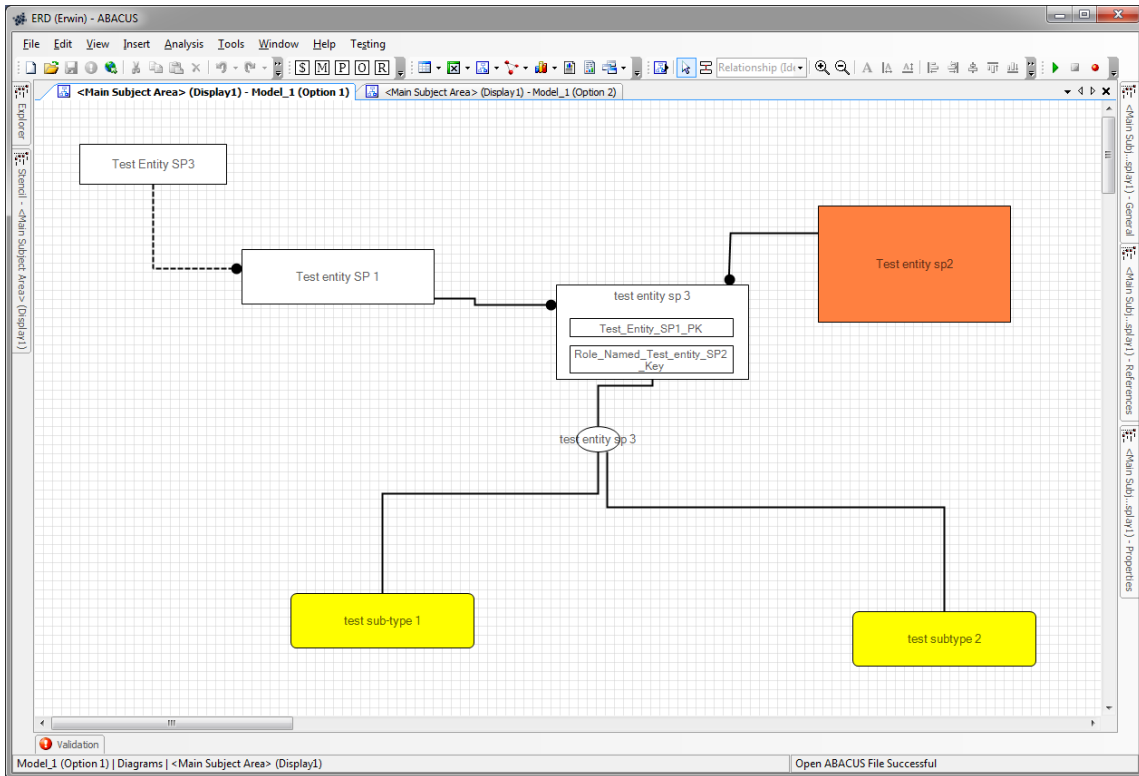 ERD (Erwin) - ABACUS
File Edit View Insert Analysis Tools Window Help Testing
S M P O R Relationship (Ide
<Main Subject Area> (Display1) - Model_1 (Option 1) <Main Subject Area> (Display1) - Model_1 (Option 2)
Explorer
Stencil - <Main Subject Area> (Display1)
Test Entity SP3
Test entity SP 1
test entity sp 3
Test_Entity_SP1_PK
Role_Named_Test_entity_SP2
_Key
Test entity sp2
test entity sp 3
test sub-type 1
test subtype 2
<Main Subj...splay1) - General
<Main Subj...splay1) - References
<Main Subj...splay1) - Properties
Validation
Model_1 (Option 1) | Diagrams | <Main Subject Area> (Display1)
Open ABACUS File Successful